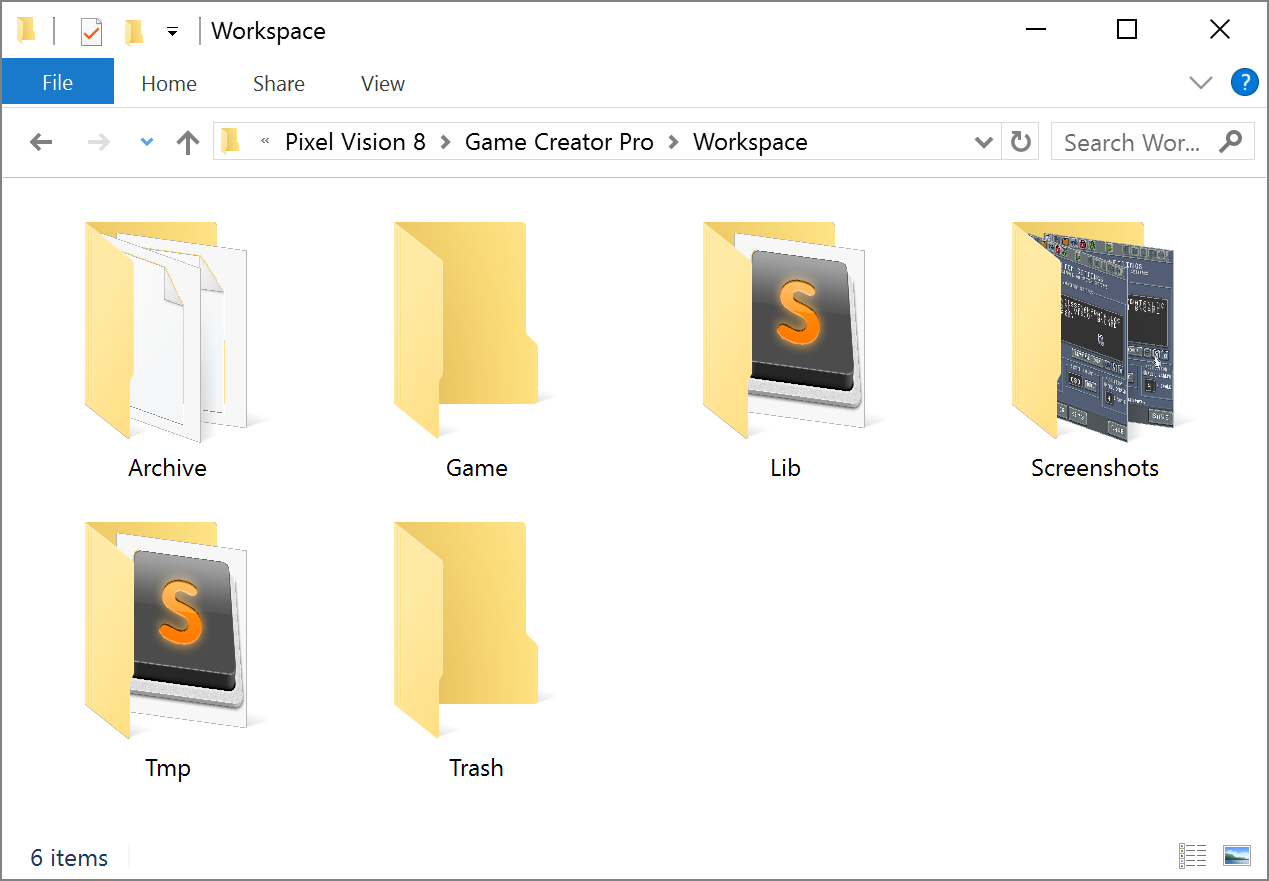 Workspace
File Home Share View
?
« Pixel Vision 8 > Game Creator Pro > Workspace
Search Wor...
Archive Game Lib Screenshots
S
Tmp Trash
S
6 items